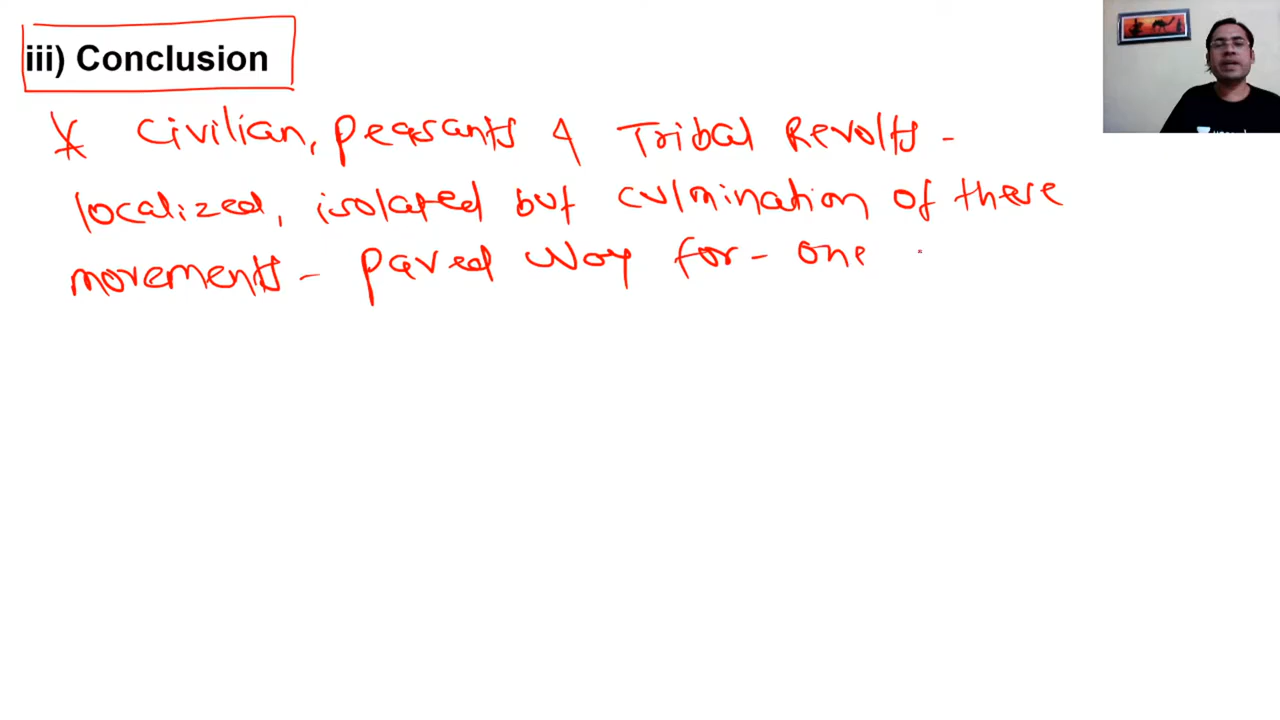 iii) Conclusion
* Civilian, peasants & Tribal Revolts -
localized, isolated but culmination of these
movements - paved way for - one